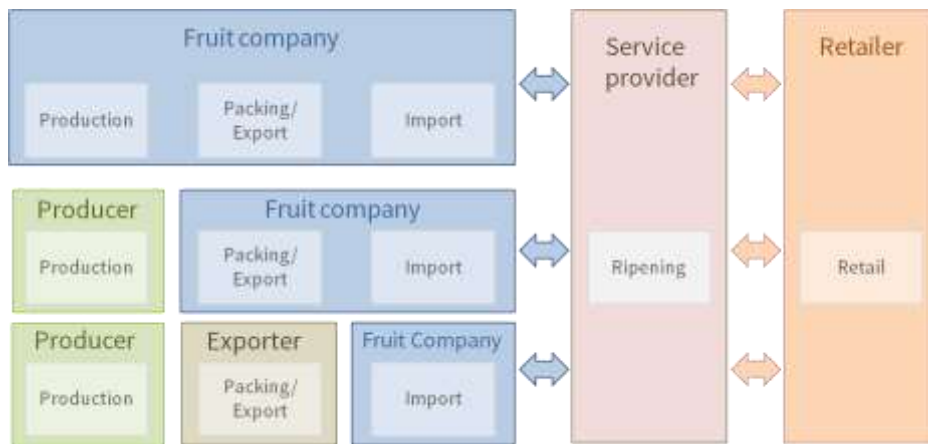 Fruit company
Production
Packing/
Export
Import
Service
provider
Retailer
Producer
Production
Fruit company
Packing/
Export
Import
Ripening
Retail
Producer
Production
Exporter
Packing/
Export
Fruit Company
Import